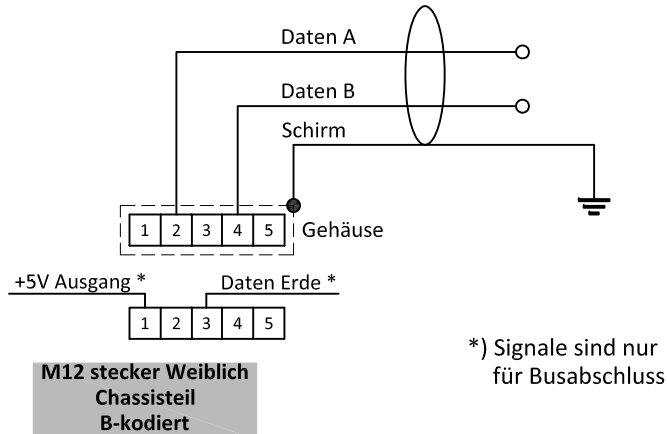 Daten A
Daten B
Schirm
1 2 3 4 5
Gehäuse
+5V Ausgang *
Daten Erde *
1 2 3 4 5
*) Signale sind nur
für Busabschluss
M12 stecker Weiblich
Chassisteil
B-kodiert